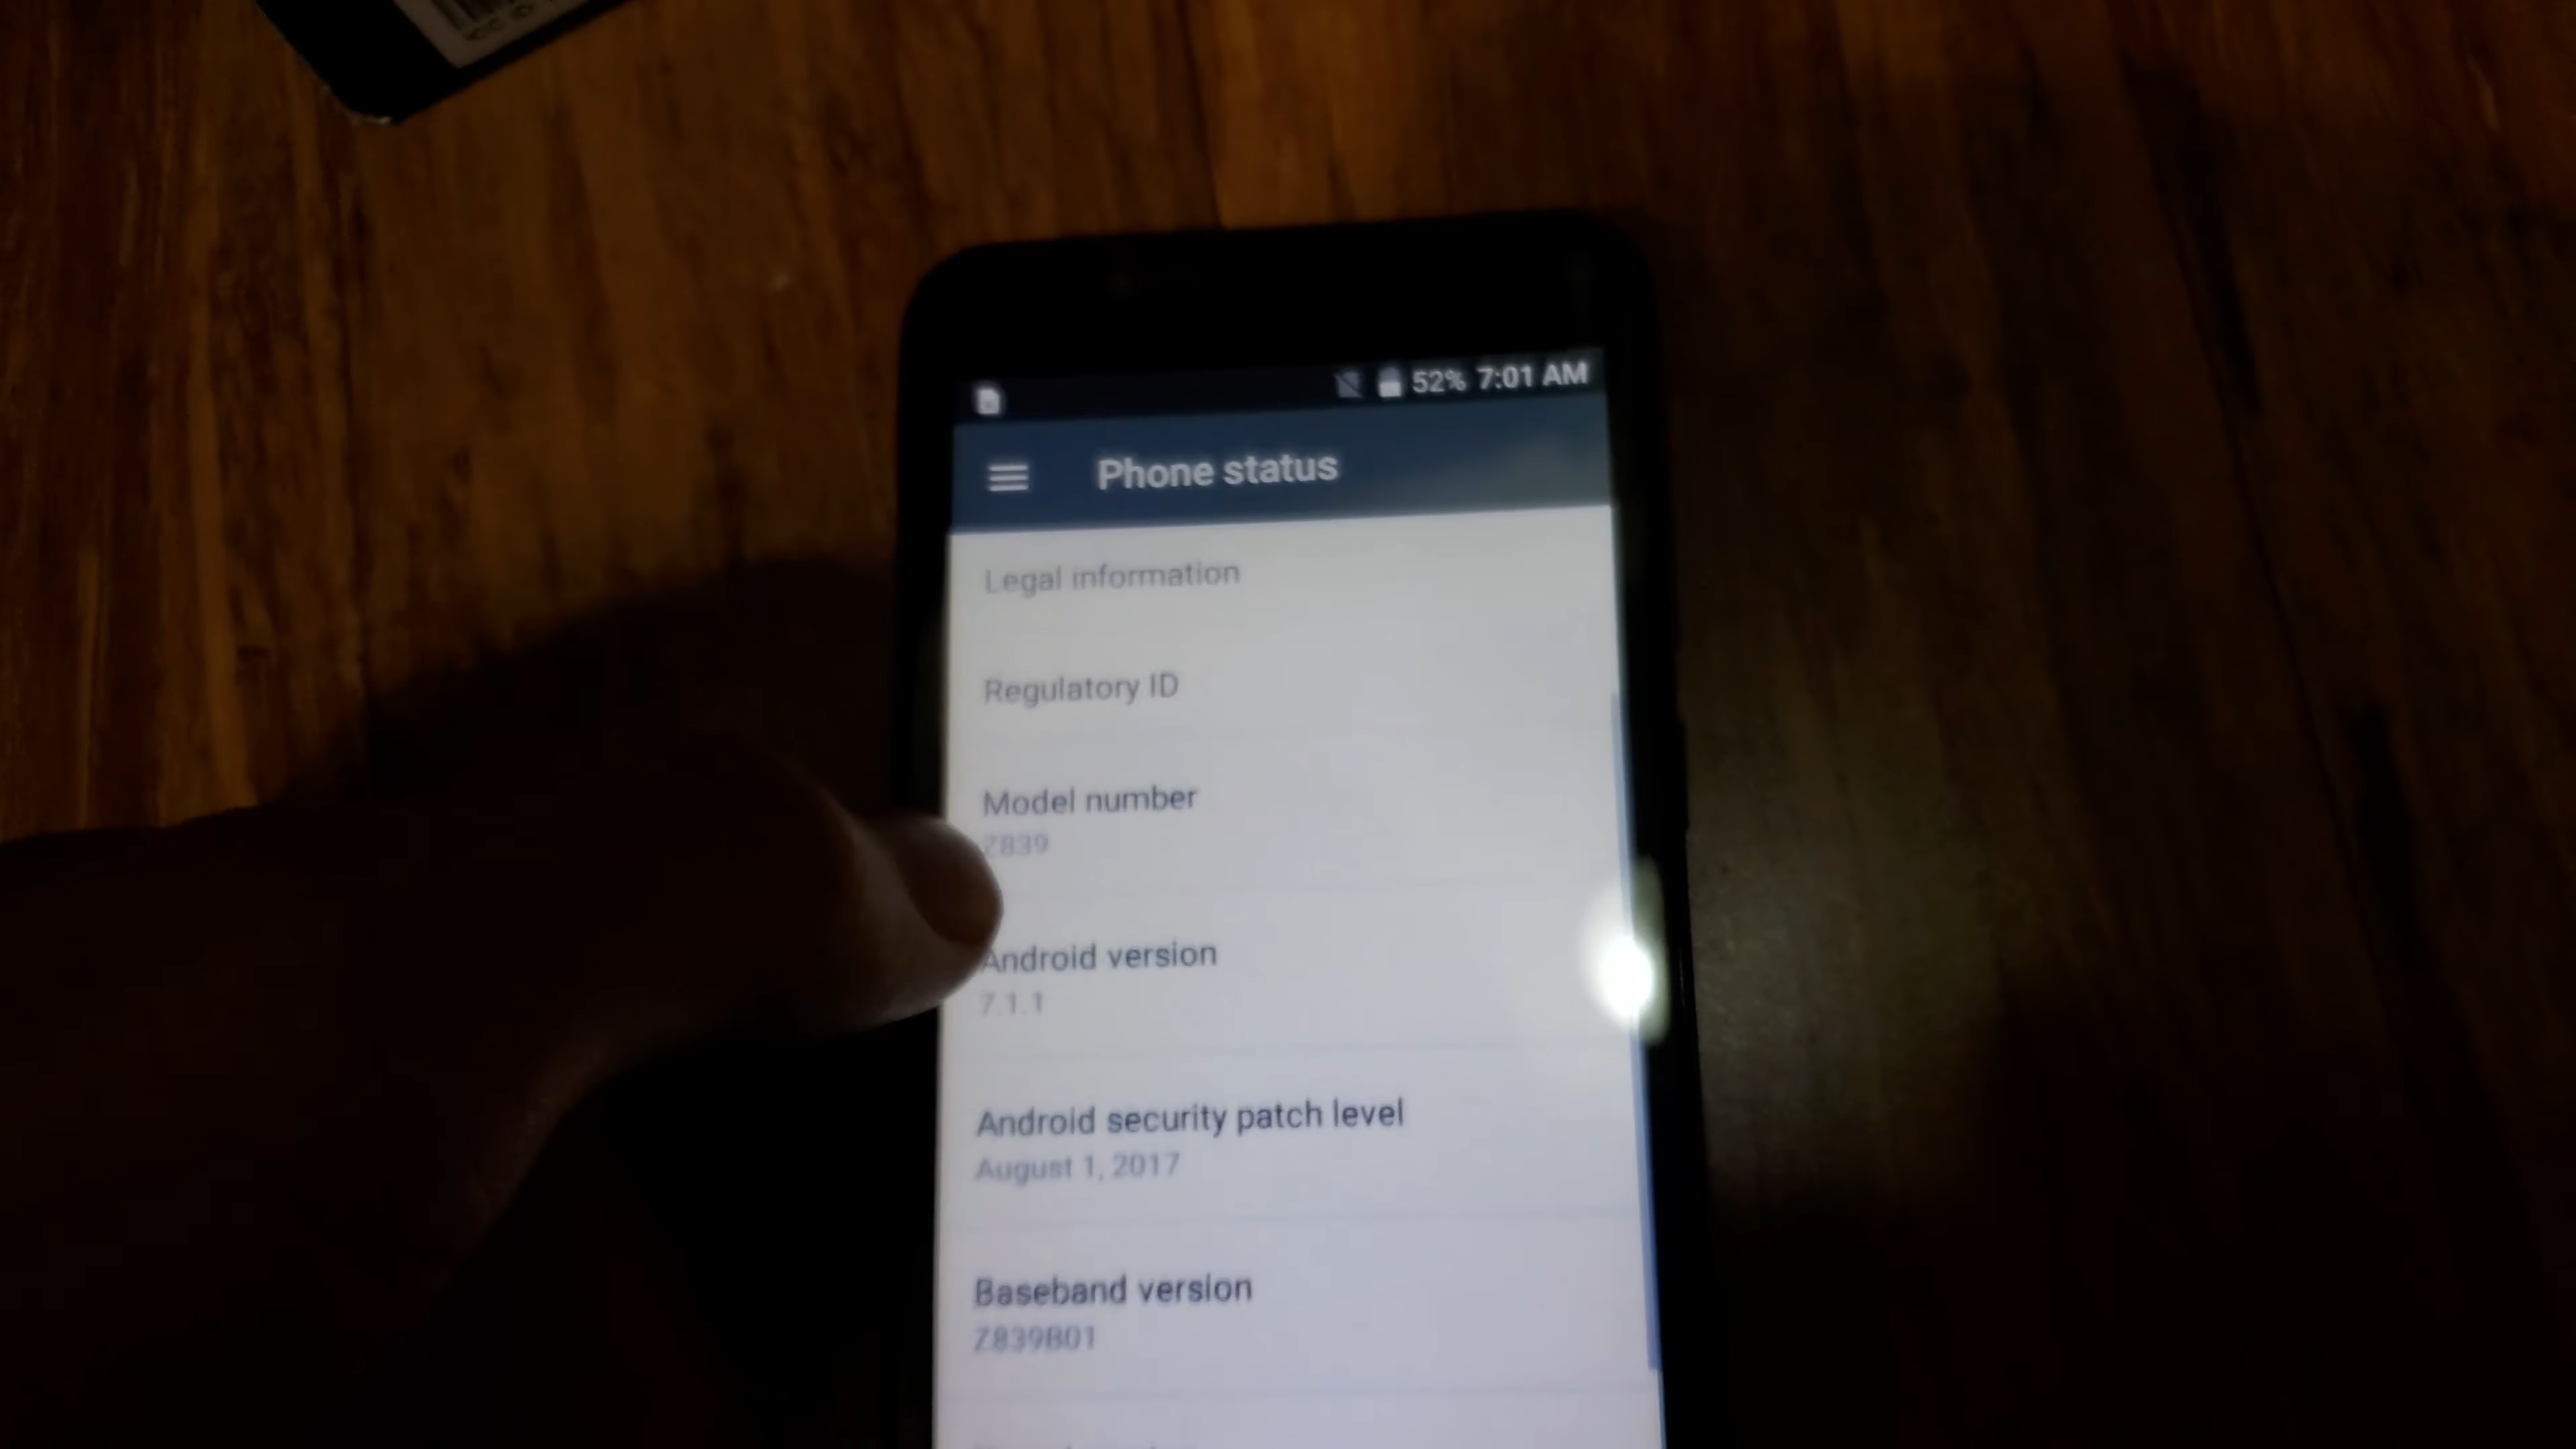 52% 7:01 AM
Phone status
Legal information
Regulatory ID
Model number
Z839
Android version
7.1.1
Android security patch level
August 1, 2017
Baseband version
Z839B01